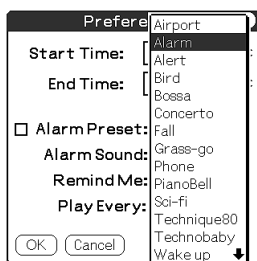 Prefere
Start Time: [
End Time: [
Alarm Preset:
Alarm Sound:
Remind Me:
Play Every:
OK Cancel
Airport
Alarm
Alert
Bird
Bossa
Concerto
Fall
Grass-go
Phone
PianoBell
Sci-fi
Technique80
Technobaby
Wake up